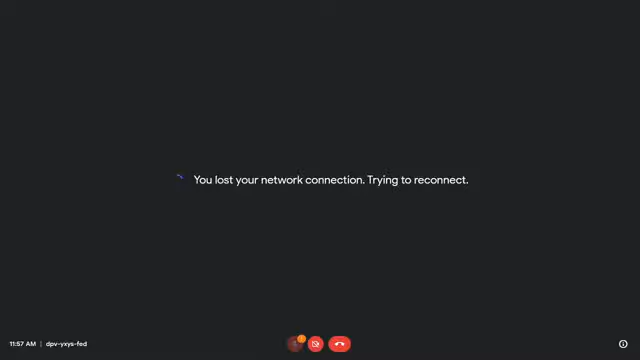 You lost your network connection. Trying to reconnect.
11:57 AM | dpv-yxys-fed